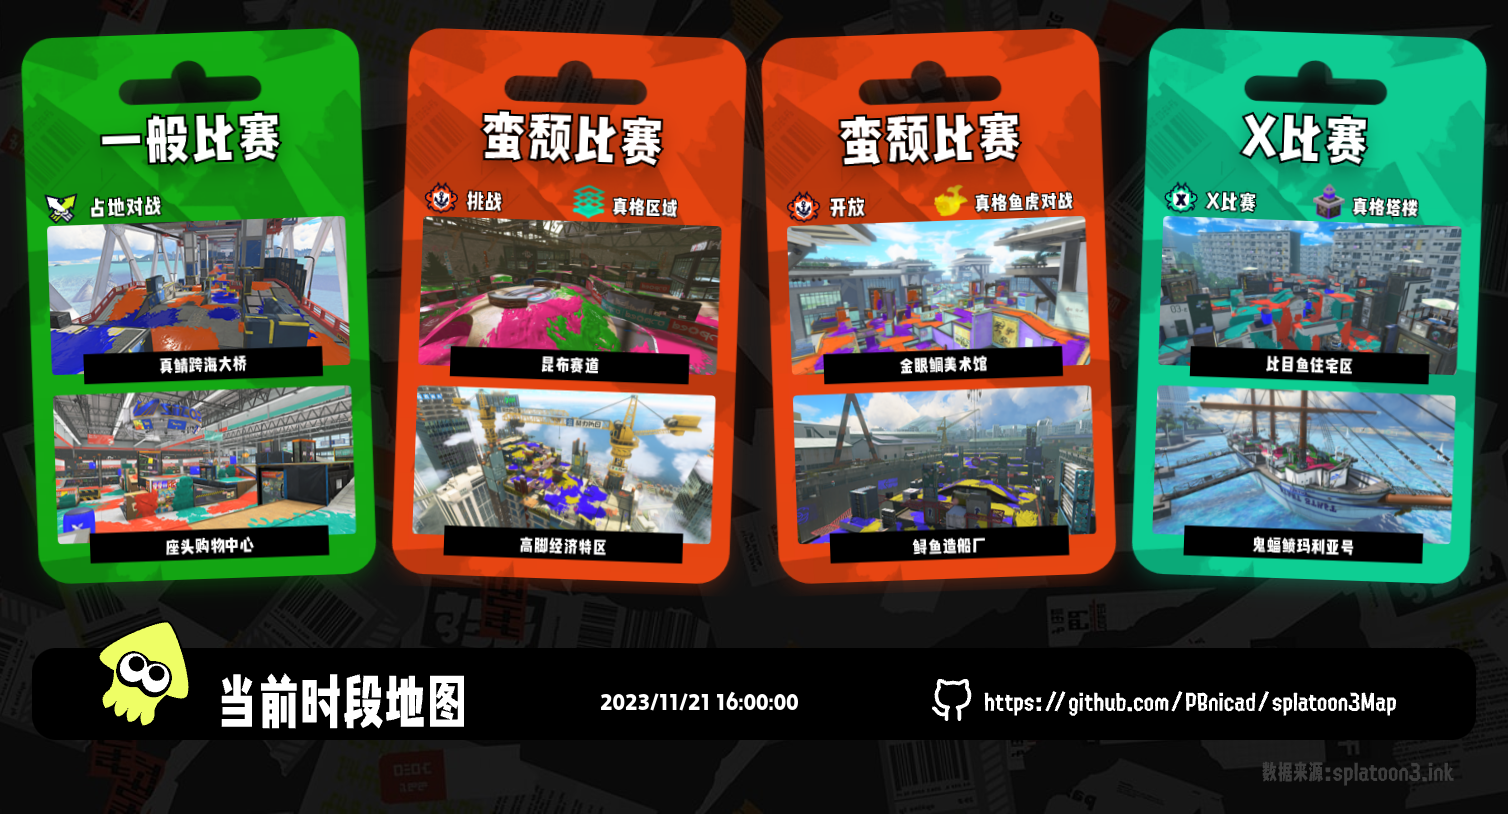 一般比赛
占地对战
真鲭跨海大桥
座头购物中心
蛮颓比赛
挑战
真格区域
昆布赛道
高脚经济特区
蛮颓比赛
开放
真格鱼虎对战
金眼鲷美术馆
鲟鱼造船厂
X比赛
X比赛
真格塔楼
比目鱼住宅区
鬼蝠鲼玛利亚号
当前时段地图
2023/11/21 16:00:00
https://github.com/PBnicad/splatoon3Map
数据来源:splatoon3.ink